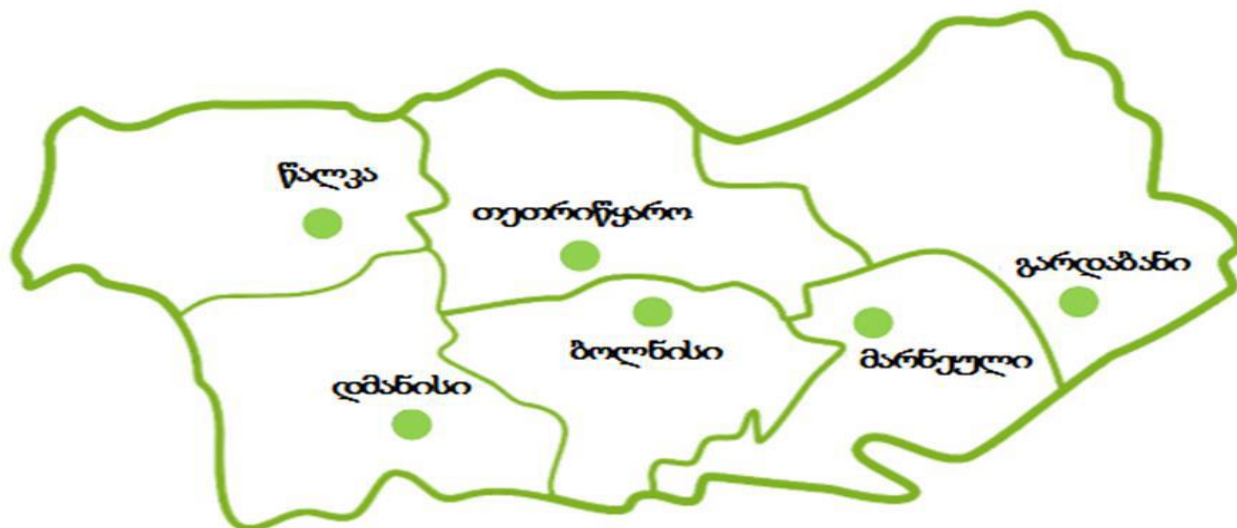 წალკა
თეთრიწყარო
გარდაბანი
ბოლნისი
მარნეული
დმანისი